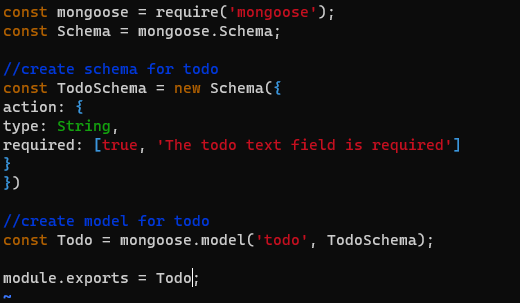 const mongoose = require('mongoose');
const Schema = mongoose.Schema;

//create schema for todo
const TodoSchema = new Schema({
action: {
type: String,
required: [true, 'The todo text field is required']
}
})

//create model for todo
const Todo = mongoose.model('todo', TodoSchema);

module.exports = Todo;
~